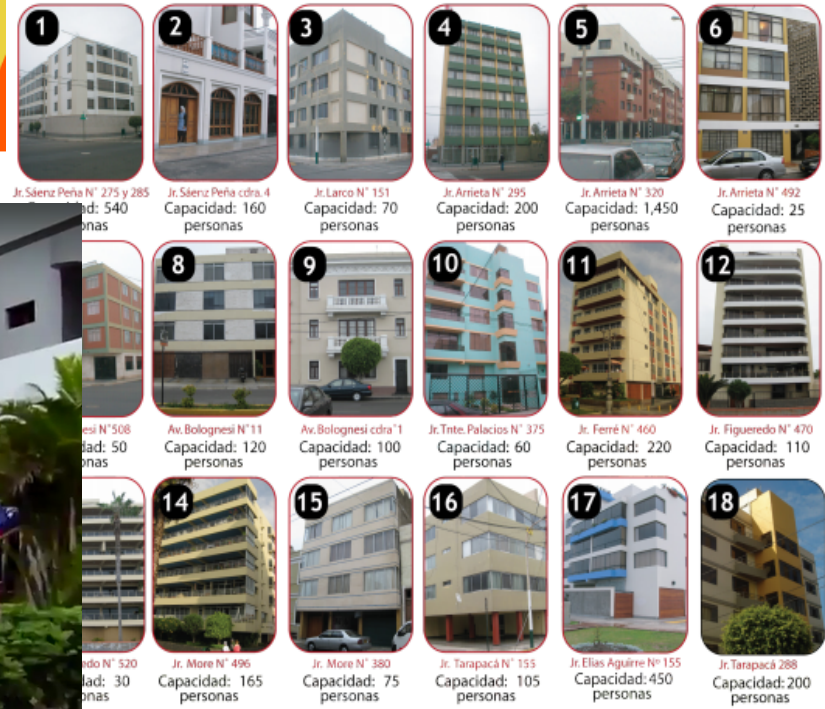 1 2 3 4 5 6
Jr. Sáenz Peña N° 275 y 285 Jr. Sáenz Peña cdra. 4 Jr. Larco N° 151 Jr. Arrieta N° 295 Jr. Arrieta N° 320 Jr. Arrieta N° 492
540 Capacidad: 160 Capacidad: 70 Capacidad: 200 Capacidad: 1,450 Capacidad: 25
personas personas personas personas personas
8 9 10 11 12
N°508 Av. Bolognesi N°11 Av. Bolognesi cdra°1 Jr. Tnte. Palacios N° 375 Jr. Ferré N° 460 Jr. Figueredo N° 470
50 Capacidad: 120 Capacidad: 100 Capacidad: 60 Capacidad: 220 Capacidad: 110
personas personas personas personas personas
14 15 16 17 18
N° 520 Jr. More N° 496 Jr. More N° 380 Jr. Tarapacá N° 155 Jr. Elias Aguirre Nº 155 Jr. Tarapacá 288
30 Capacidad: 165 Capacidad: 75 Capacidad: 105 Capacidad: 450 Capacidad: 200
personas personas personas personas personas